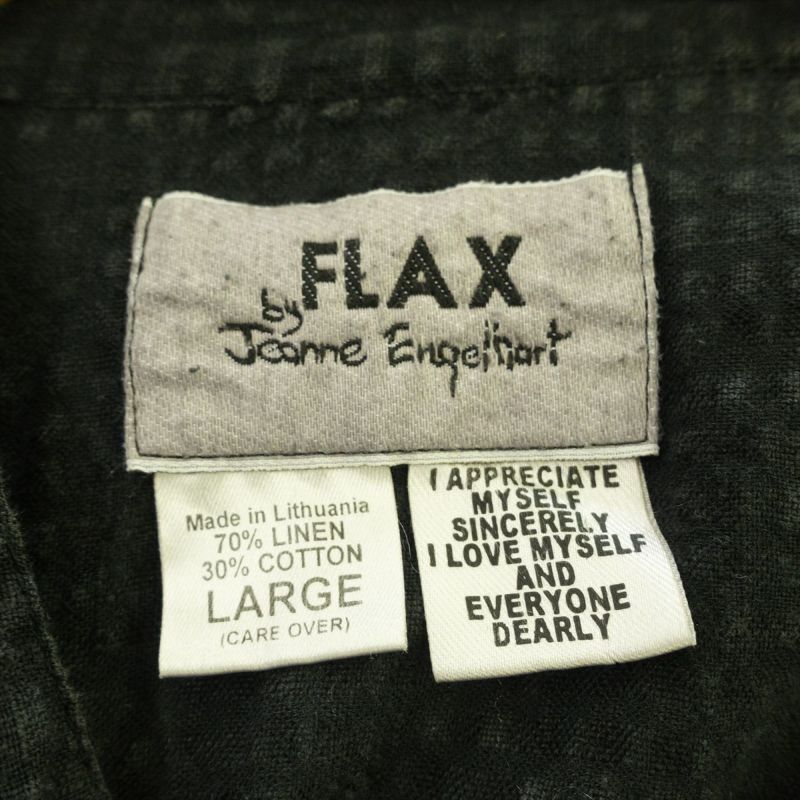 FLAX
by
Joanne Engelhart
Made in Lithuania
70% LINEN
30% COTTON
LARGE
(CARE OVER)
I APPRECIATE
MYSELF
SINCERELY
I LOVE MYSELF
AND
EVERYONE
DEARLY